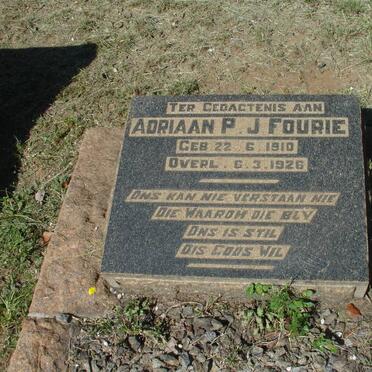 TER GEDACTENIS AAN
ADRIAAN P. J. FOURIE
GEB. 22. 6. 1910
OVERL. 6. 3. 1926
ONS KAN NIE VERSTAAN NIE
DIE WAAROM DIE BLY
ONS IS STIL
DIS GODS WIL